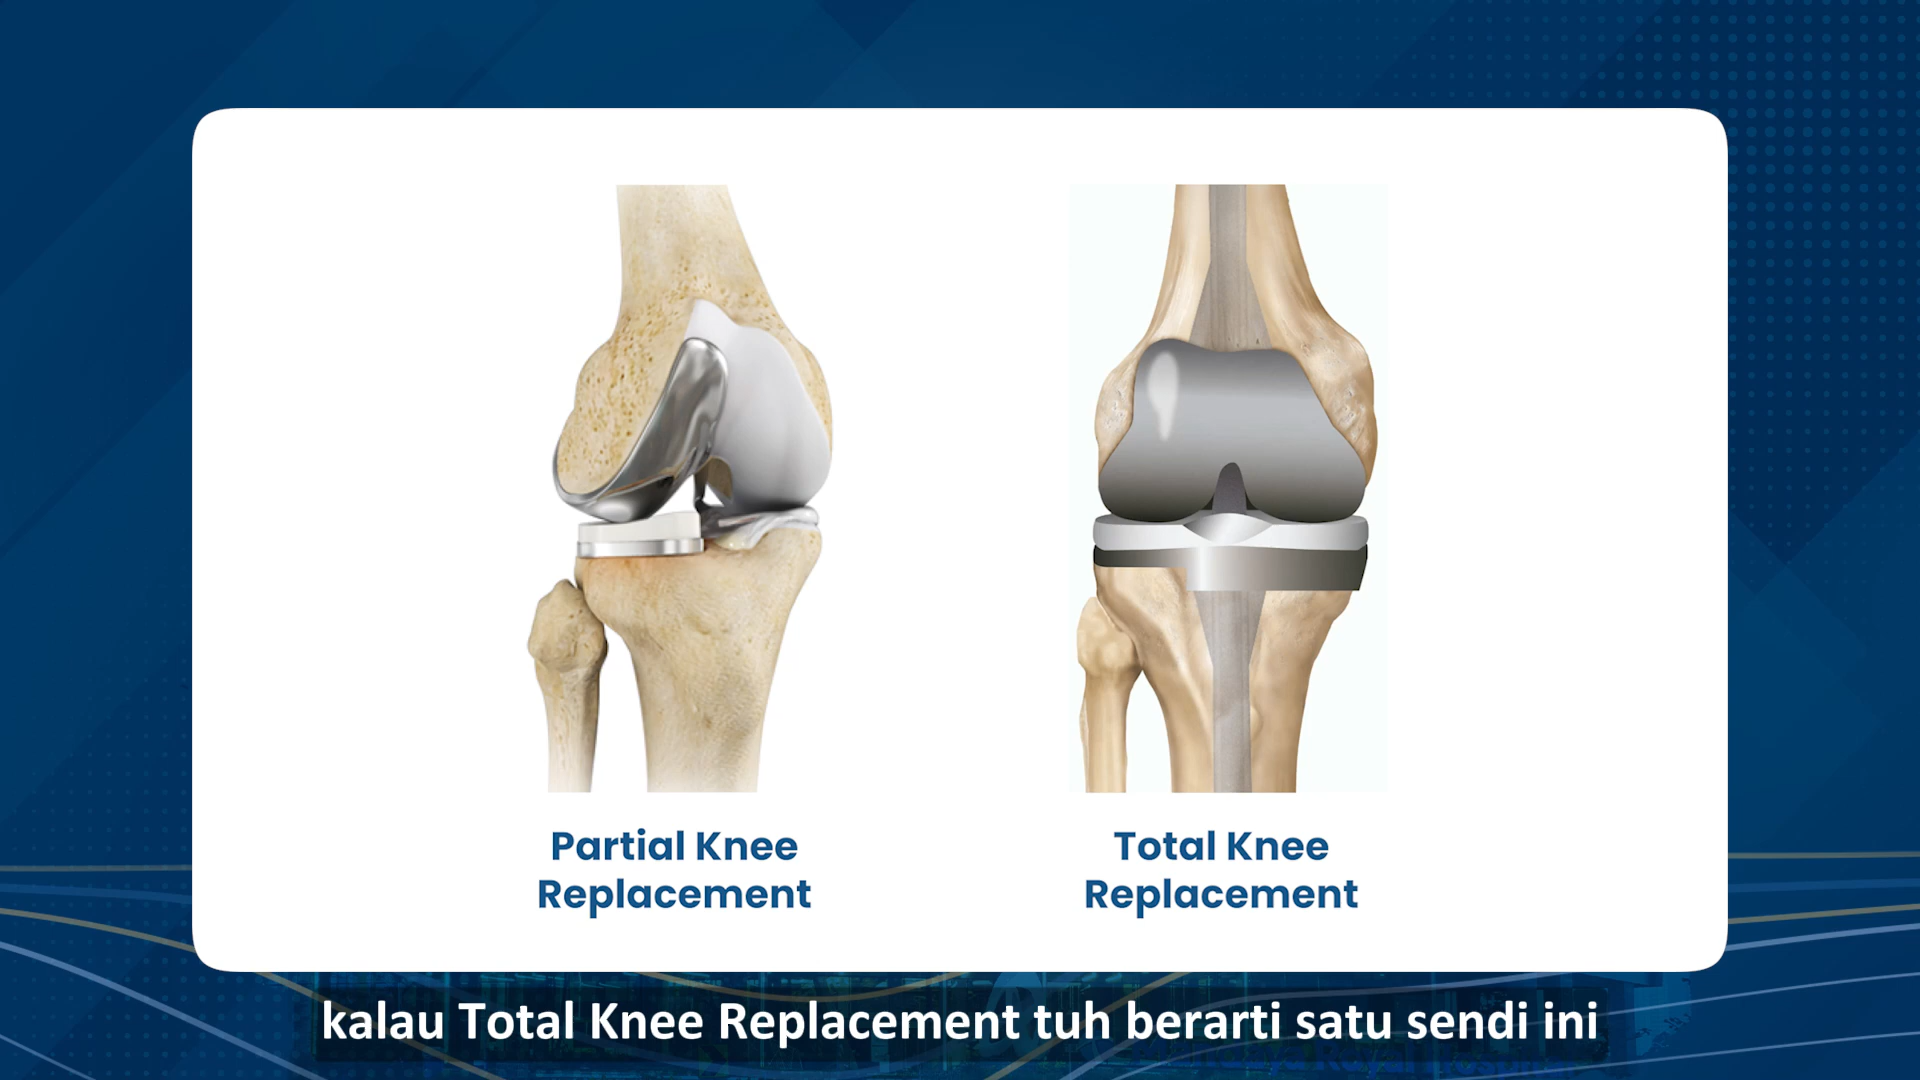 Partial Knee
Replacement
Total Knee
Replacement
kalau Total Knee Replacement tuh berarti satu sendi ini